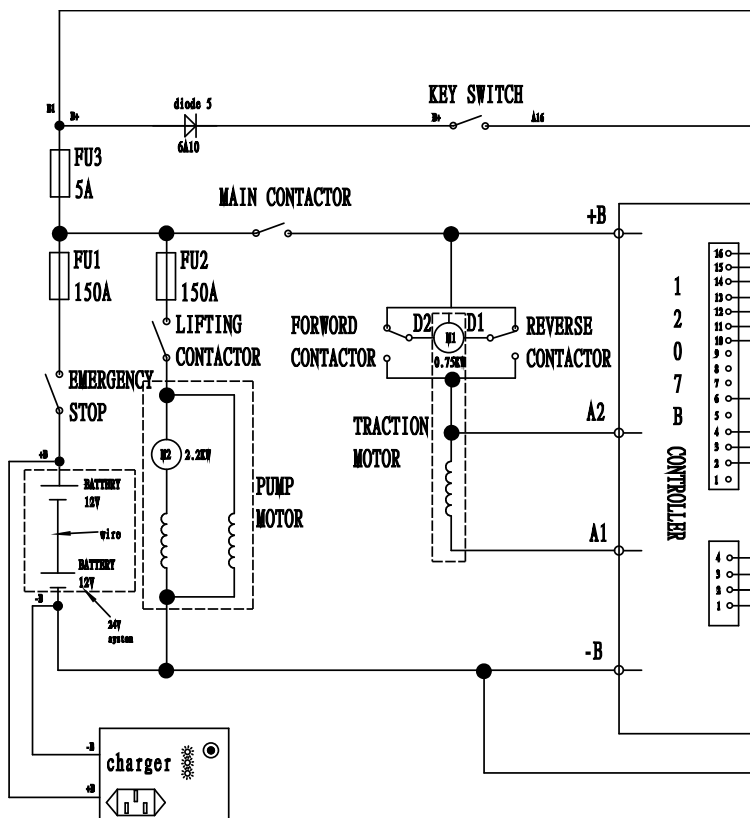 diode 5
KEY SWITCH
B+
B+
A16
6A10
FU3
5A
MAIN CONTACTOR
+B
FU1
150A
FU2
150A
LIFTING
CONTACTOR
FORWORD
CONTACTOR
D2
D1
REVERSE
CONTACTOR
0.75KW
EMERGENCY
STOP
TRACTION
MOTOR
A2
+B
2.2KW
BATTERY
12V
PUMP
MOTOR
wire
A1
BATTERY
12V
-B
24V
system
-B
1
2
0
7
B
CONTROLLER
16
15
14
13
12
11
10
9
8
7
6
5
4
3
2
1
4
3
2
1
-B
+B
charger